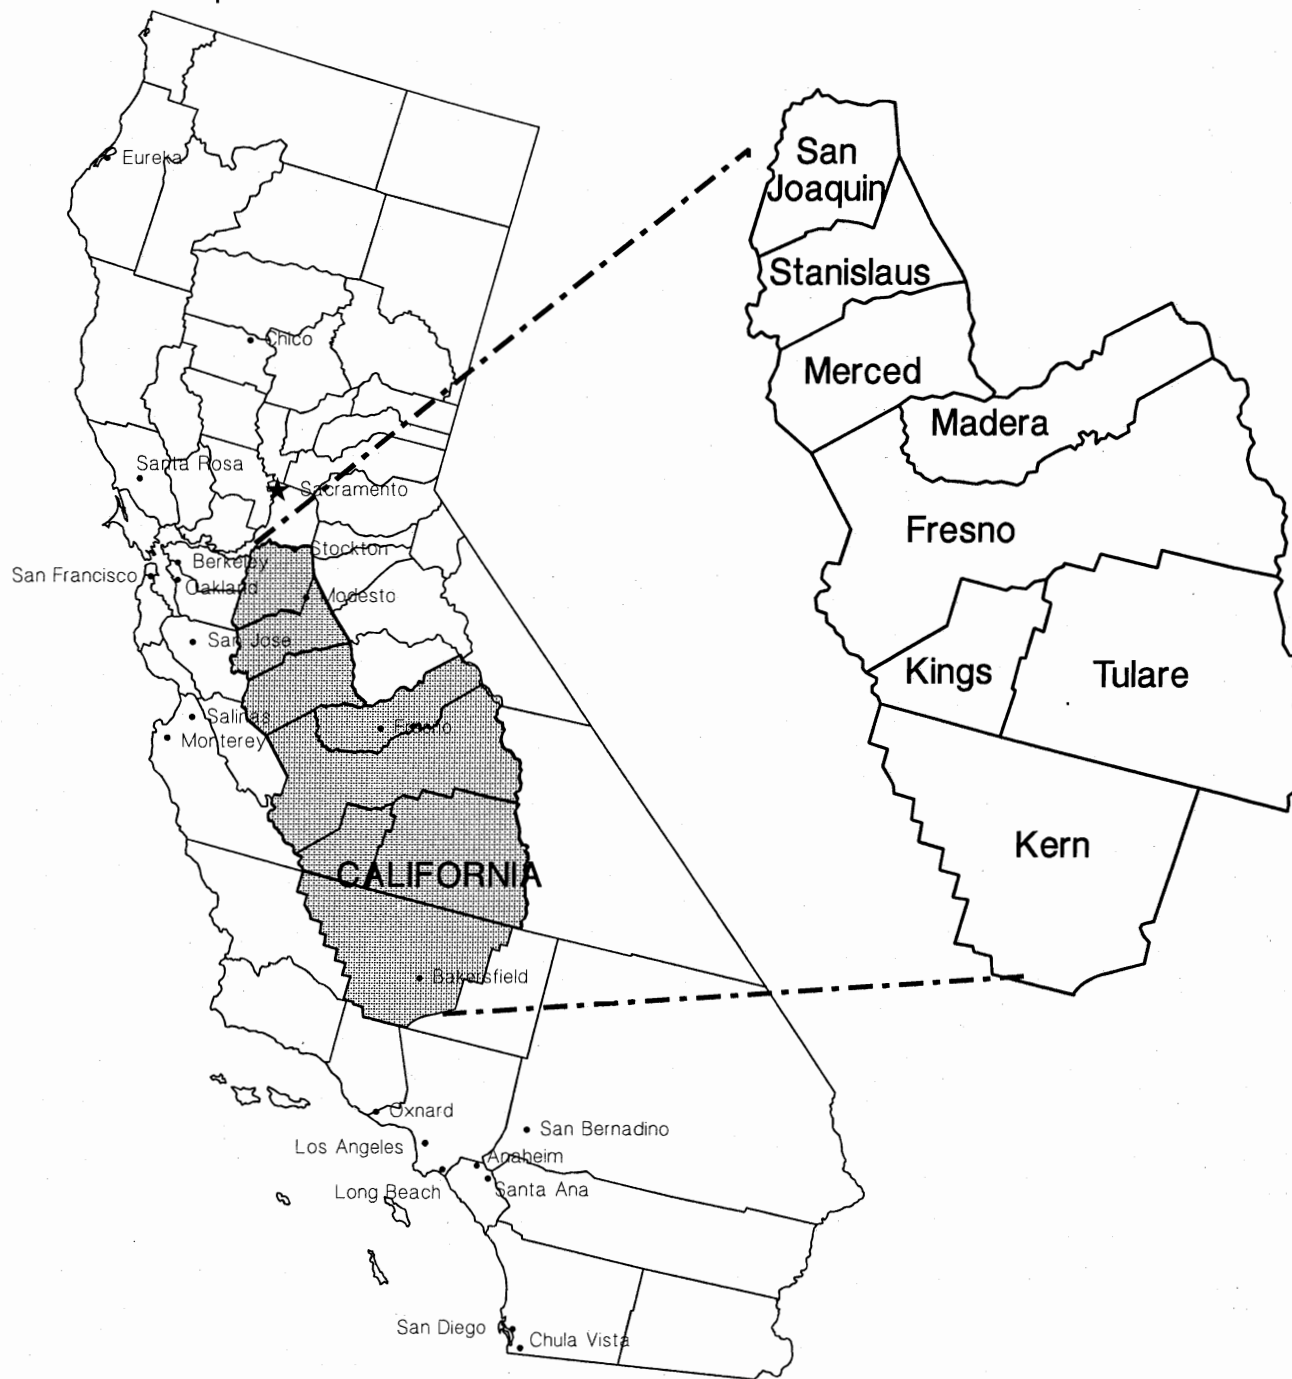 Eureka
Chico
Santa Rosa
Sacramento
Stockton
Berkeley
San Francisco
Oakland
Modesto
San Jose
Salinas
Monterey
Fresno
CALIFORNIA
Bakersfield
Oxnard
Los Angeles
San Bernadino
Anaheim
Long Beach
Santa Ana
San Diego
Chula Vista
San
Joaquin
Stanislaus
Merced
Madera
Fresno
Kings
Tulare
Kern